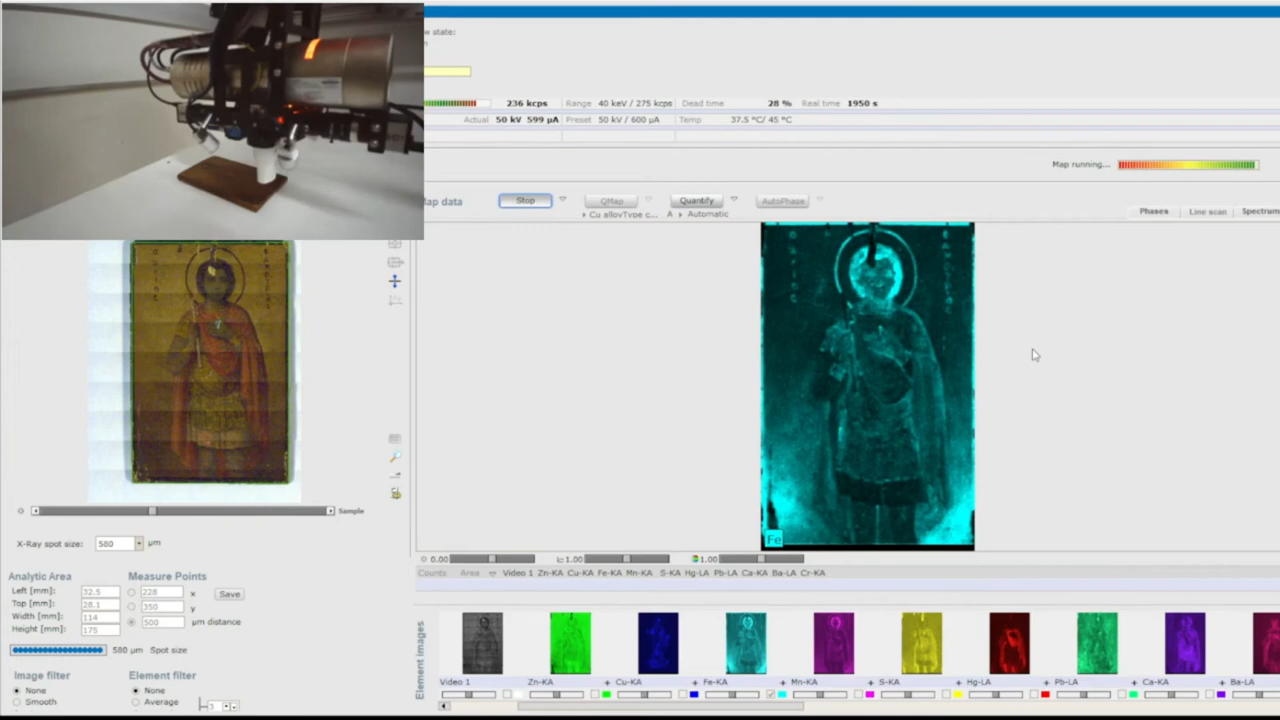 w state:
236 kcps Range 40 keV / 275 kcps Dead time 28 % Real time 1950 s
Actual 50 kV 599 µA Preset 50 kV / 600 µA Temp 37.5 °C/ 45 °C
Map running...
Map data Stop QMap Quantify AutoPhase
Cu alloyType c... A Automatic
Phases Line scan Spectrum
Fe
Sample
X-Ray spot size: 580 µm
0.00 1.00 1.00
Counts Area Video 1 Zn-KA Cu-KA Fe-KA Mn-KA S-KA Hg-LA Pb-LA Ca-KA Ba-LA Cr-KA
Analytic Area Measure Points
Left [mm]: 32.5 228 x Save
Top [mm]: 28.1 350 y
Width [mm]: 114 500 µm distance
Height [mm]: 175
580 µm Spot size
Image filter Element filter
None None
Smooth Average 3
Element images
Video 1 Zn-KA + Cu-KA + Fe-KA + Mn-KA + S-KA + Hg-LA + Pb-LA + Ca-KA + Ba-LA